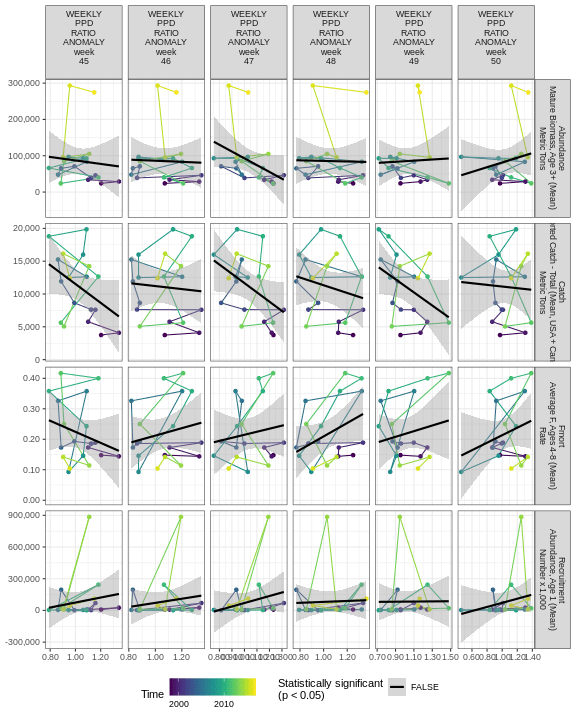 WEEKLY PPD RATIO ANOMALY week 45
WEEKLY PPD RATIO ANOMALY week 46
WEEKLY PPD RATIO ANOMALY week 47
WEEKLY PPD RATIO ANOMALY week 48
WEEKLY PPD RATIO ANOMALY week 49
WEEKLY PPD RATIO ANOMALY week 50
300,000
200,000
100,000
0
Abundance
Mature Biomass, Age 3+ (Mean)
Metric Tons
20,000
15,000
10,000
5,000
0
Catch
Catch - Total (Mean, USA +
Metric Tons
0.40
0.30
0.20
0.10
0.00
Fmort
Average F, Ages 4-8 (Mean)
Rate
900,000
600,000
300,000
0
-300,000
Recruitment
Abundance, Age 1 (Mean)
Number x 1,000
0.80 1.00 1.20
0.80 1.00 1.20
0.80 1.00 1.20
0.70 0.90 1.10 1.30 1.50
0.60 0.80 1.00 1.20 1.40
Time
2000 2010
Statistically significant
(p < 0.05)
FALSE